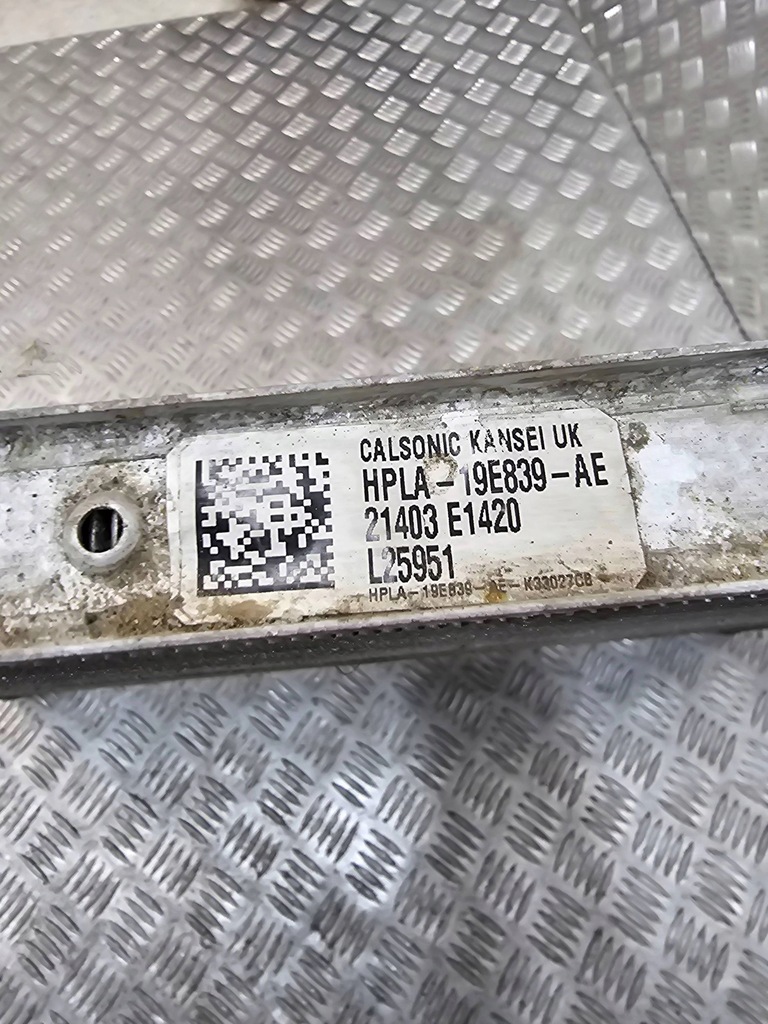 CALSONIC KANSEI UK
HPLA-19E839-AE
21403 E1420
L25951
HPLA-19E839-AE-K33027CB